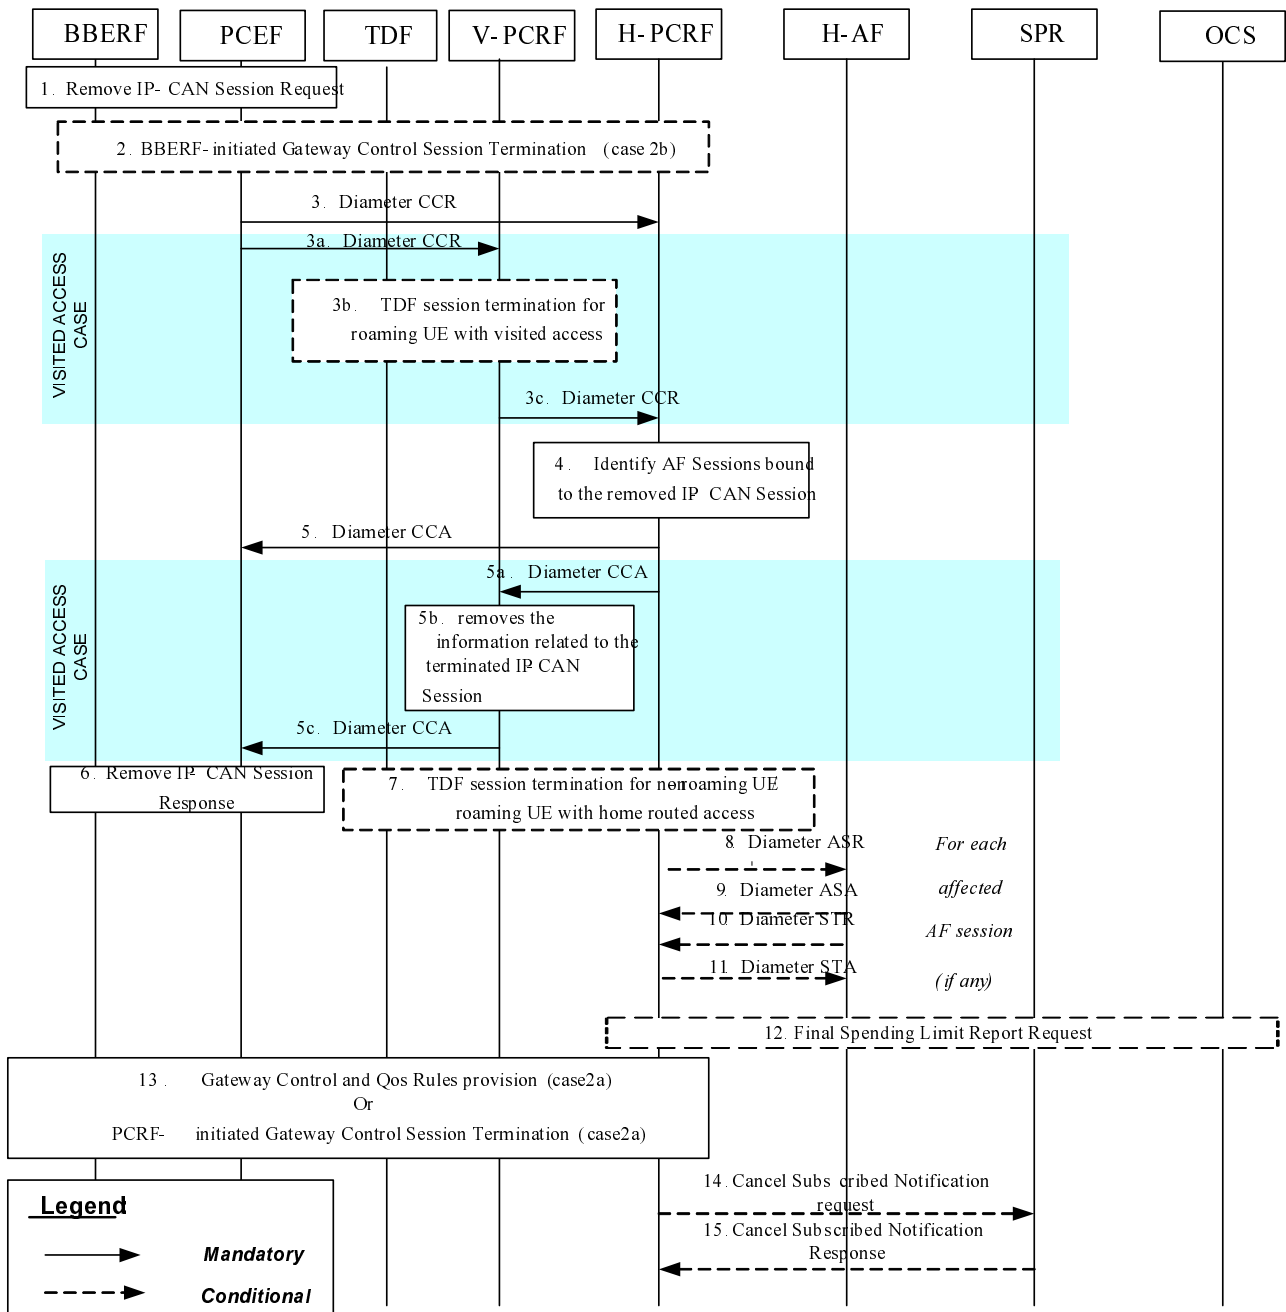 BBERF
PCEF
TDF
V-PCRF
H-PCRF
H-AF
SPR
OCS
1. Remove IP-CAN Session Request
2. BBERF-initiated Gateway Control Session Termination (case 2b)
3. Diameter CCR
3a. Diameter CCR
VISITED ACCESS
CASE
3b. TDF session termination for
roaming UE with visited access
3c. Diameter CCR
4. Identify AF Sessions bound
to the removed IP CAN Session
5. Diameter CCA
5a. Diameter CCA
VISITED ACCESS
CASE
5b. removes the
information related to the
terminated IP CAN
Session
5c. Diameter CCA
6. Remove IP CAN Session
Response
7. TDF session termination for non-roaming UE
roaming UE with home routed access
8. Diameter ASR
9. Diameter ASA
10. Diameter STR
11. Diameter STA
For each
affected
AF session
(if any)
12. Final Spending Limit Report Request
13. Gateway Control and Qos Rules provision (case2a)
Or
PCRF- initiated Gateway Control Session Termination (case2a)
14. Cancel Subs cribed Notification
request
15. Cancel Subscribed Notification
Response
Legend:
Mandatory
Conditional